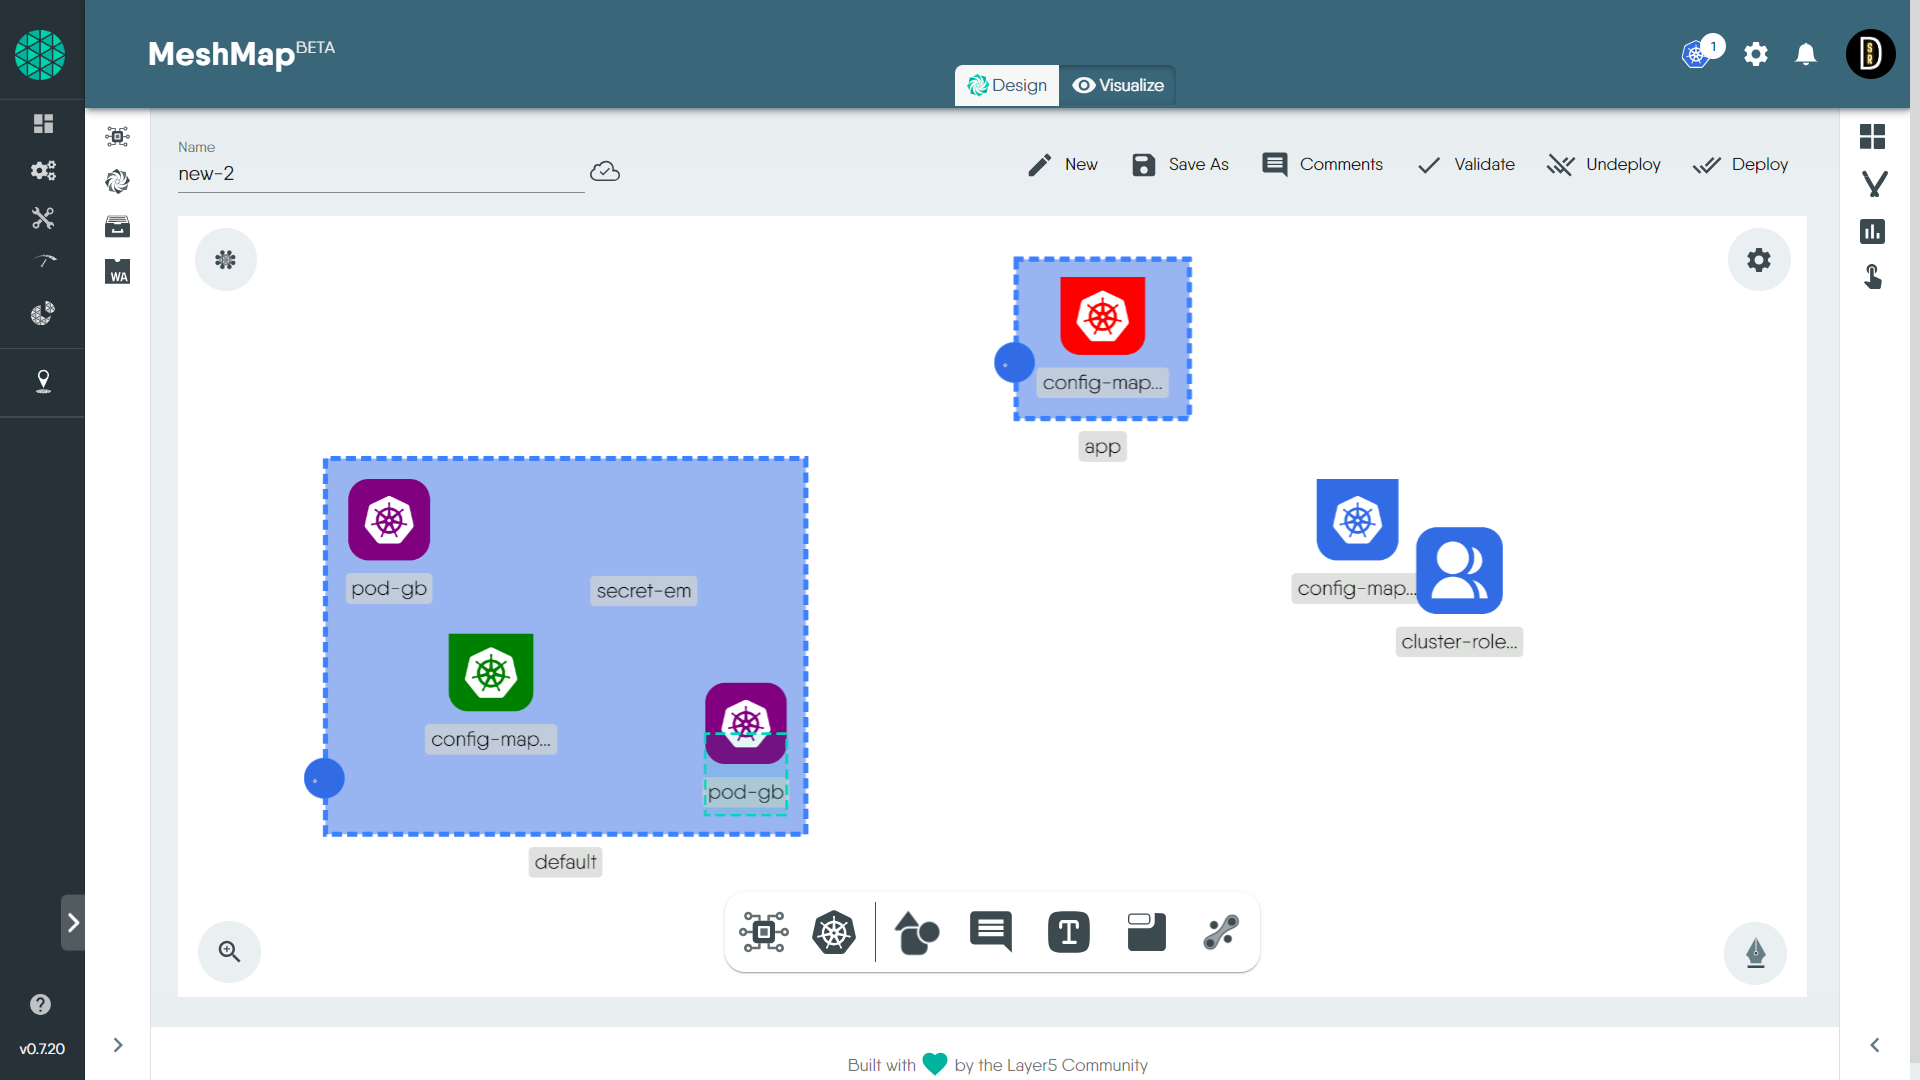 MeshMap BETA
1
Design
Visualize
Name
new-2
New
Save As
Comments
Validate
Undeploy
Deploy
WA
config-map...
app
pod-gb
secret-em
config-map...
cluster-role...
config-map...
pod-gb
default
T
v0.7.20
Built with by the Layer5 Community